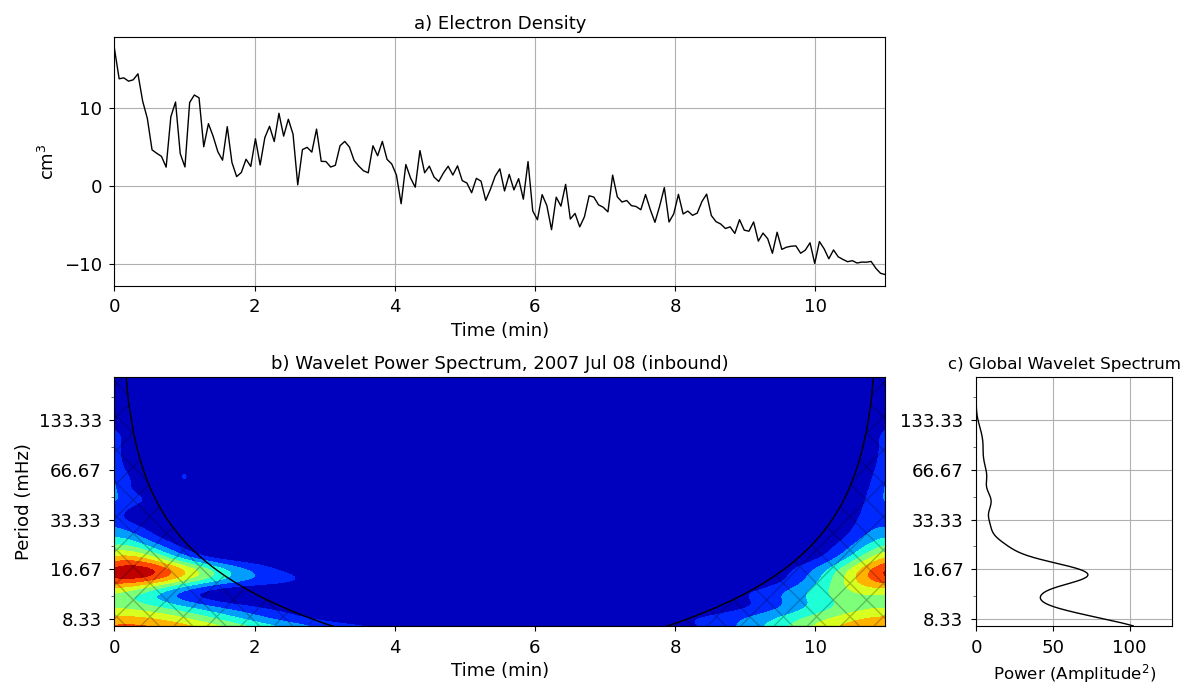 a) Electron Density
cm³
10
0
−10
0 2 4 6 8 10
Time (min)
b) Wavelet Power Spectrum, 2007 Jul 08 (inbound)
Period (mHz)
133.33
66.67
33.33
16.67
8.33
0 2 4 6 8 10
Time (min)
c) Global Wavelet Spectrum
133.33
66.67
33.33
16.67
8.33
0 50 100
Power (Amplitude²)